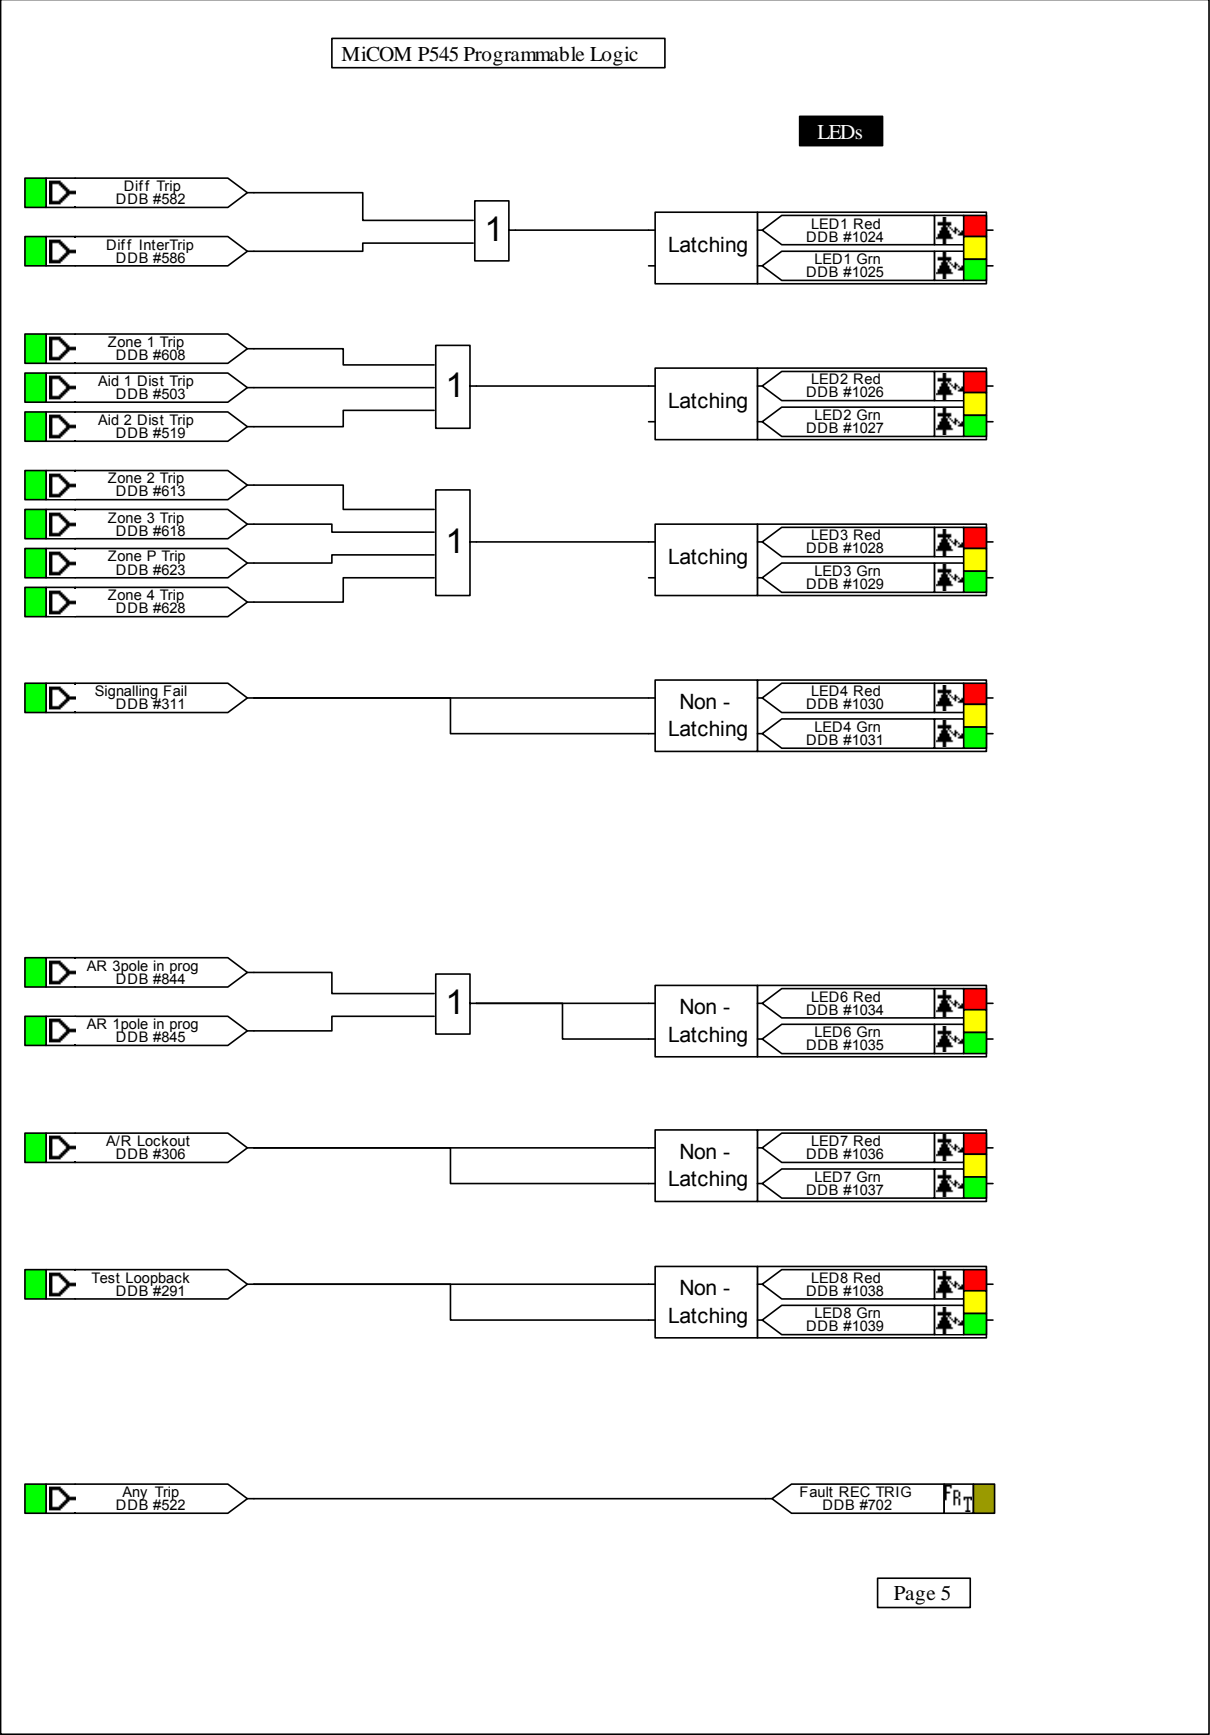 MiCOM P545 Programmable Logic
LEDs
Diff Trip
DDB #582
Diff InterTrip
DDB #586
1
Latching
LED1 Red
DDB #1024
LED1 Grn
DDB #1025
Zone 1 Trip
DDB #608
Aid 1 Dist Trip
DDB #503
Aid 2 Dist Trip
DDB #519
1
Latching
LED2 Red
DDB #1026
LED2 Grn
DDB #1027
Zone 2 Trip
DDB #613
Zone 3 Trip
DDB #618
Zone P Trip
DDB #623
Zone 4 Trip
DDB #628
1
Latching
LED3 Red
DDB #1028
LED3 Grn
DDB #1029
Signalling Fail
DDB #311
Non -
Latching
LED4 Red
DDB #1030
LED4 Grn
DDB #1031
AR 3pole in prog
DDB #844
AR 1pole in prog
DDB #845
1
Non -
Latching
LED6 Red
DDB #1034
LED6 Grn
DDB #1035
A/R Lockout
DDB #306
Non -
Latching
LED7 Red
DDB #1036
LED7 Grn
DDB #1037
Test Loopback
DDB #291
Non -
Latching
LED8 Red
DDB #1038
LED8 Grn
DDB #1039
Any Trip
DDB #522
Fault REC TRIG
DDB #702
FRT
Page 5